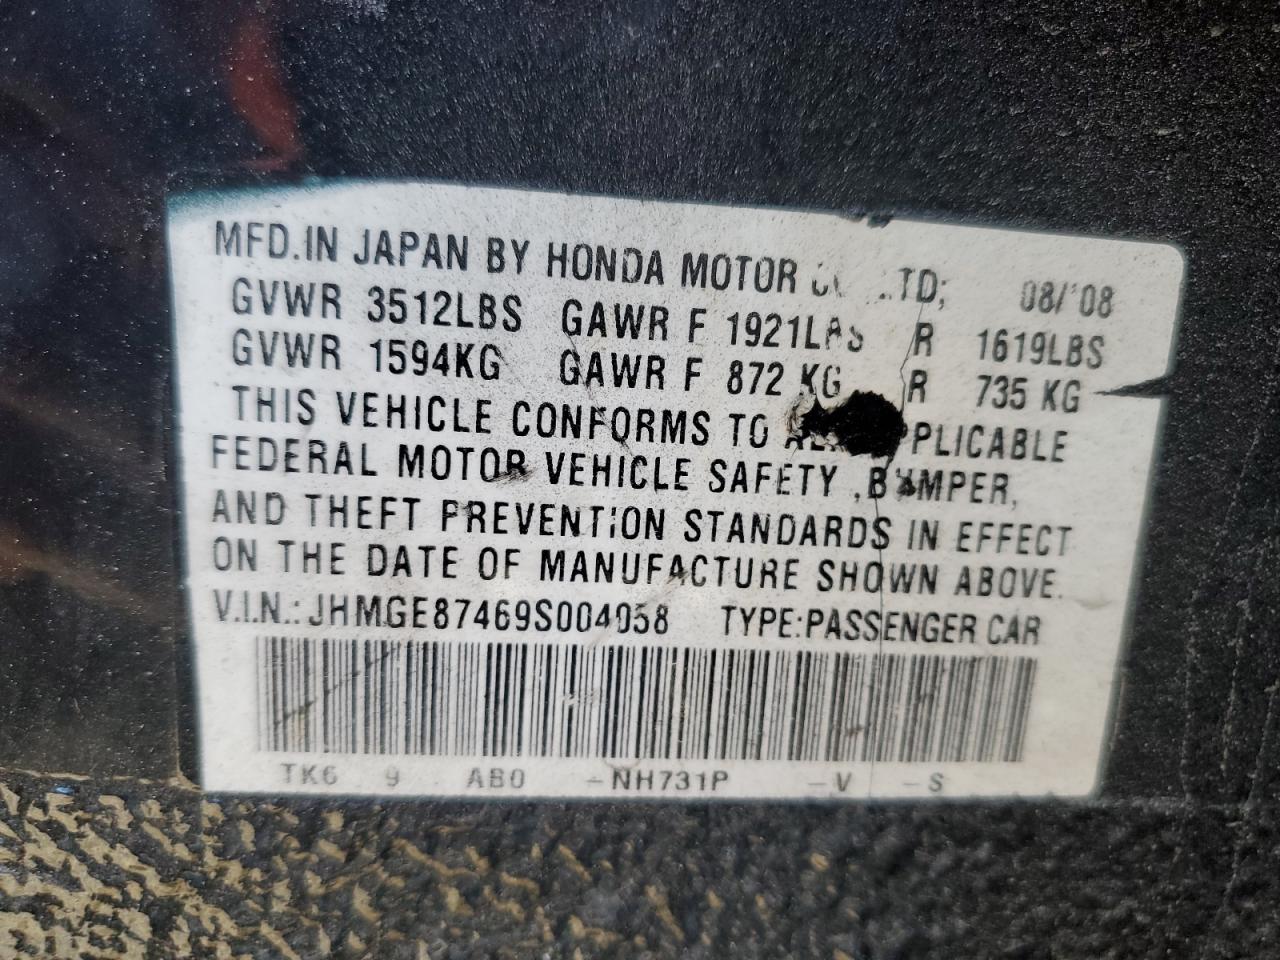 MFD.IN JAPAN BY HONDA MOTOR 08/'08
GVWR 3512LBS GAWR F 1921LBS R 1619LBS
GVWR 1594KG GAWR F 872 KG R 735 KG
THIS VEHICLE CONFORMS TO
FEDERAL MOTOR VEHICLE SAFETY ,BUMPER,
AND THEFT PREVENTION STANDARDS IN EFFECT
ON THE DATE OF MANUFACTURE SHOWN ABOVE.
V.I.N.: JHMGE87469S004058 TYPE:PASSENGER CAR
TK6 9 AB0 -NH731P -V -S